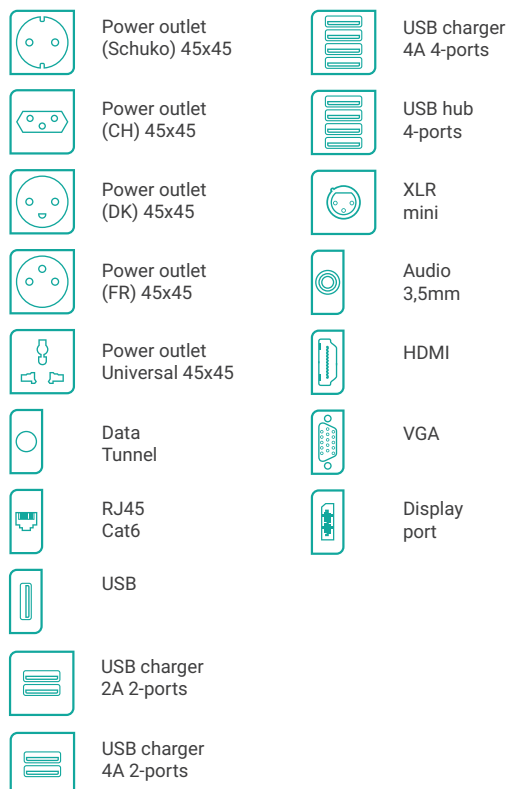 Power outlet
(Schuko) 45x45
Power outlet
(CH) 45x45
Power outlet
(DK) 45x45
Power outlet
(FR) 45x45
Power outlet
Universal 45x45
Data
Tunnel
RJ45
Cat6
USB
USB charger
2A 2-ports
USB charger
4A 2-ports
USB charger
4A 4-ports
USB hub
4-ports
XLR
mini
Audio
3,5mm
HDMI
VGA
Display
port